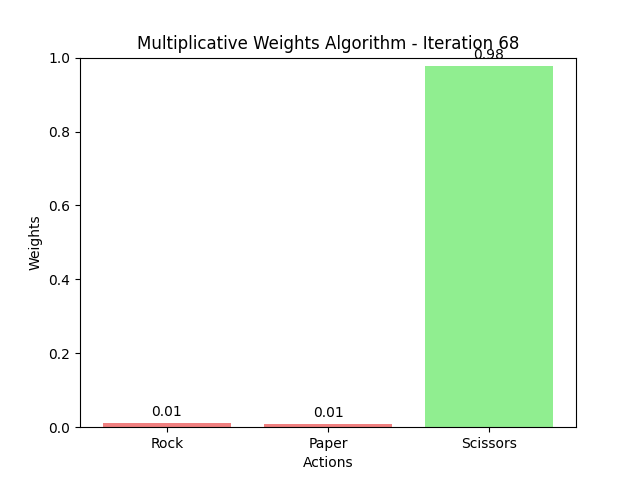 Multiplicative Weights Algorithm - Iteration 68
0.98
1.0
0.8
0.6
0.4
0.2
0.0
Weights
0.01
0.01
Rock
Paper
Scissors
Actions